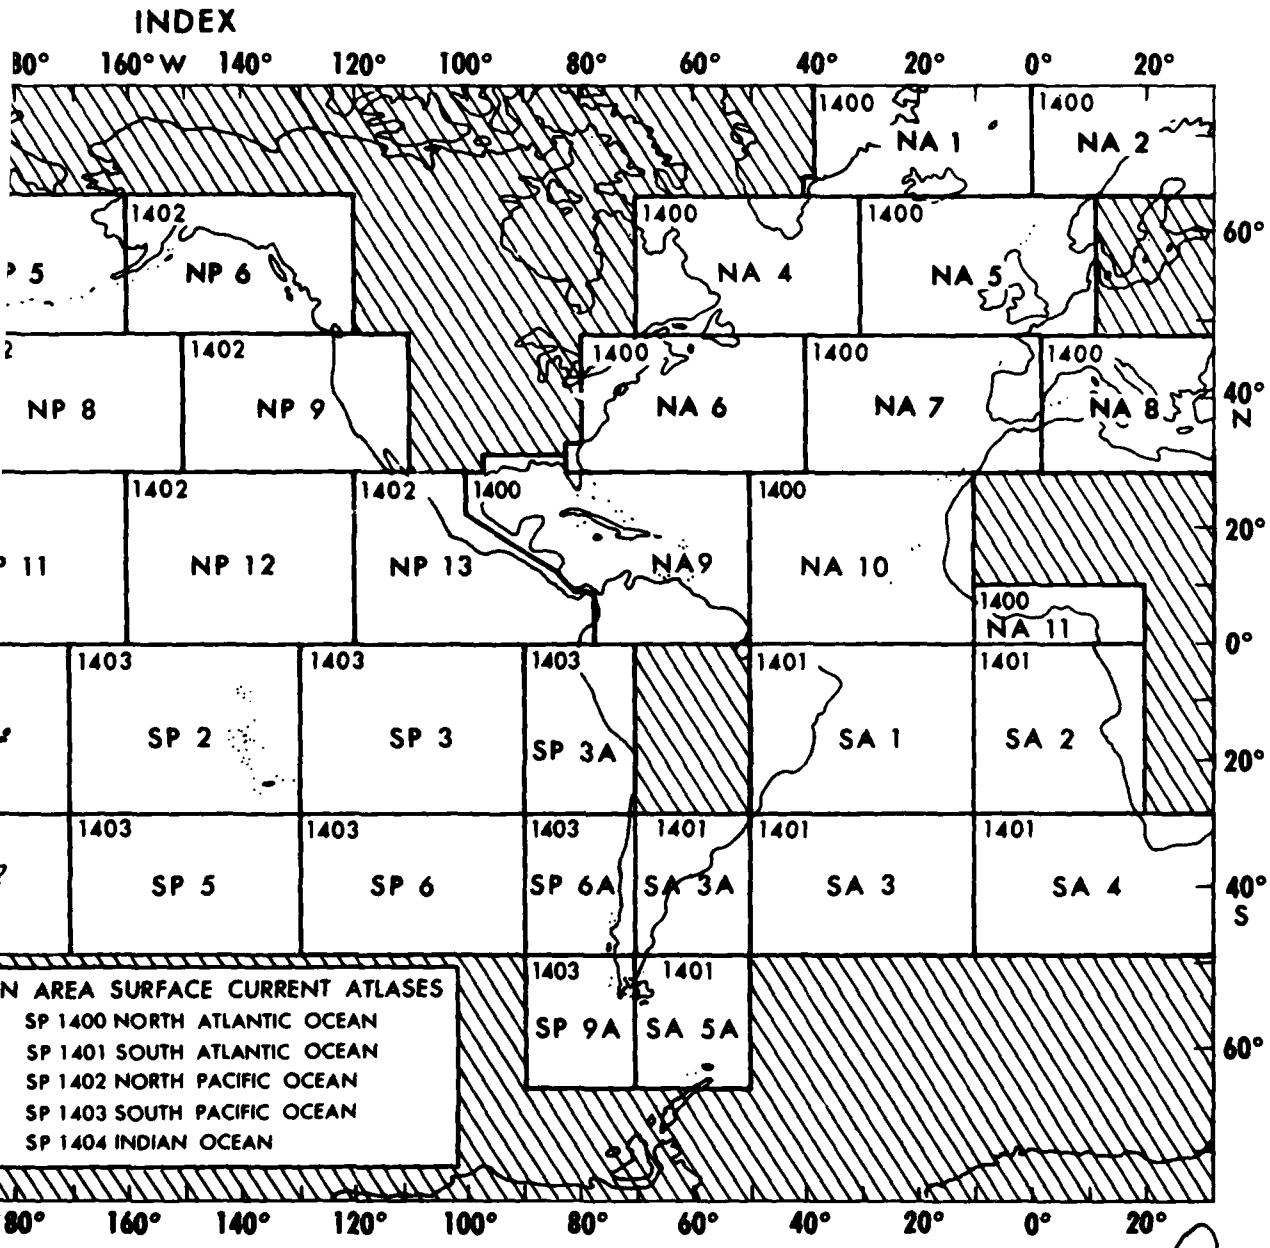 INDEX
80° 160° W 140° 120° 100° 80° 60° 40° 20° 0° 20°
1400 1400
NA 1 NA 2
1402 1400 1400
60°
P 5 NP 6 NA 4 NA 5
2 1402 1400 1400 1400
40°
N
NP 8 NP 9 NA 6 NA 7 NA 8
1402 1402 1400 1400
20°
P 11 NP 12 NP 13 NA9 NA 10
1400
NA 11
0°
1403 1403 1403 1401 1401
SP 2 SP 3 SP 3A SA 1 SA 2
20°
1403 1403 1403 1401 1401 1401
SP 5 SP 6 SP 6A SA 3A SA 3 SA 4
40°
S
1403 1401
N AREA SURFACE CURRENT ATLASES
SP 1400 NORTH ATLANTIC OCEAN
SP 9A SA 5A
SP 1401 SOUTH ATLANTIC OCEAN
60°
SP 1402 NORTH PACIFIC OCEAN
SP 1403 SOUTH PACIFIC OCEAN
SP 1404 INDIAN OCEAN
80° 160° 140° 120° 100° 80° 60° 40° 20° 0° 20°